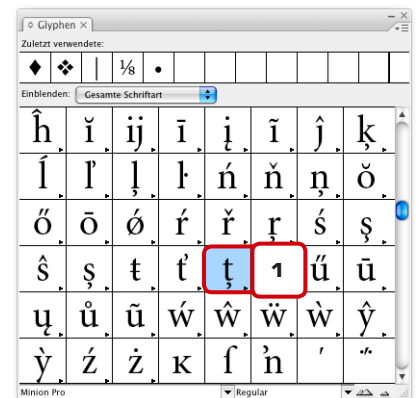 Glyphen ×
Zuletzt verwendete:
♦ ❖ | ⅛ •
Einblenden: Gesamte Schriftart
ĥ ĭ ĳ ī į ĩ ĵ ķ
ĺ ľ ļ ŀ ń ň ņ ŏ
ő ō ǿ ŕ ř ŗ ś ş
ŝ ș ŧ ť ţ ¶ ű ū
ų ů ũ ẃ ŵ ẅ ẁ ŷ
ỳ ź ż ĸ ſ ŉ
Minion Pro Regular